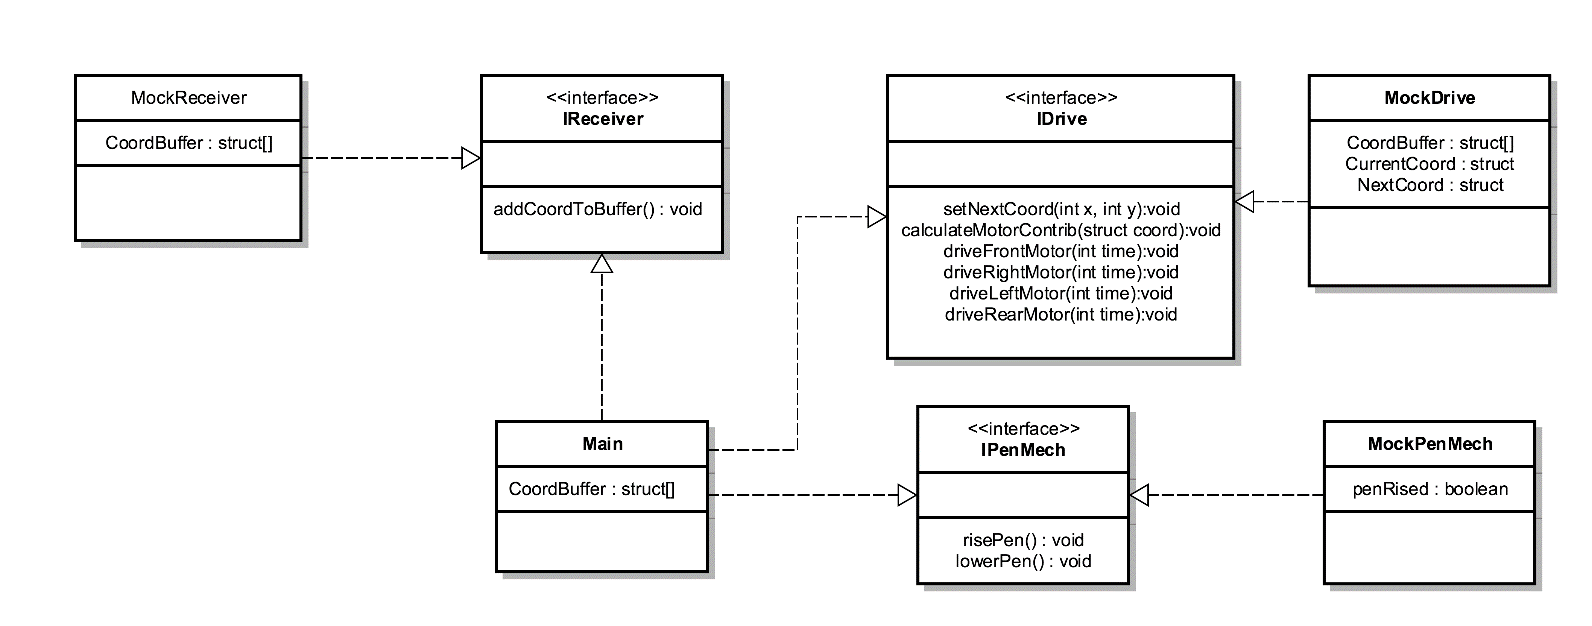 MockReceiver
CoordBuffer : struct[]
<<interface>>
IReceiver
addCoordToBuffer() : void
<<interface>>
IDrive
setNextCoord(int x, int y):void
calculateMotorContrib(struct coord):void
driveFrontMotor(int time):void
driveRightMotor(int time):void
driveLeftMotor(int time):void
driveRearMotor(int time):void
MockDrive
CoordBuffer : struct[]
CurrentCoord : struct
NextCoord : struct
Main
CoordBuffer : struct[]
<<interface>>
IPenMech
risePen() : void
lowerPen() : void
MockPenMech
penRised : boolean